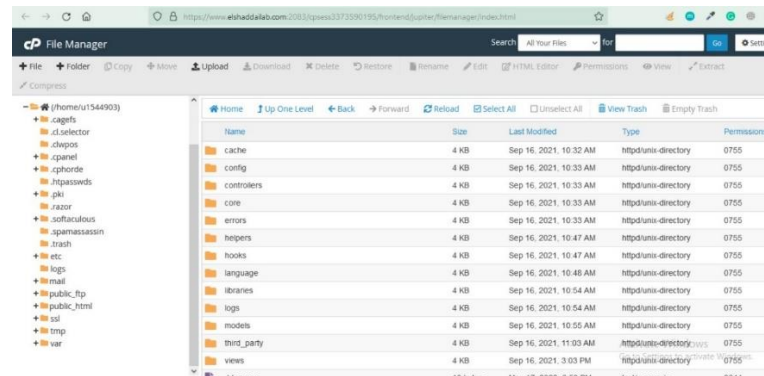 https://www.elshaddailab.com:2083/cpsess3373590195/frontend/jupiter/filemanager/index.html
cP File Manager
Search All Your Files for Go Setti
+ File + Folder Copy Move Upload Download Delete Restore Rename Edit HTML Editor Permissions View Extract
Compress
(/home/u1544903)
.cagefs
.cl.selector
.clwpos
.cpanel
.cphorde
.htpasswds
.pki
.razor
.softaculous
.spamassassin
.trash
etc
logs
mail
public_ftp
public_html
ssl
tmp
var
Home Up One Level Back Forward Reload Select All Unselect All View Trash Empty Trash
Name Size Last Modified Type Permissions
cache 4 KB Sep 16, 2021, 10:32 AM httpd/unix-directory 0755
config 4 KB Sep 16, 2021, 10:33 AM httpd/unix-directory 0755
controllers 4 KB Sep 16, 2021, 10:33 AM httpd/unix-directory 0755
core 4 KB Sep 16, 2021, 10:33 AM httpd/unix-directory 0755
errors 4 KB Sep 16, 2021, 10:33 AM httpd/unix-directory 0755
helpers 4 KB Sep 16, 2021, 10:47 AM httpd/unix-directory 0755
hooks 4 KB Sep 16, 2021, 10:47 AM httpd/unix-directory 0755
language 4 KB Sep 16, 2021, 10:48 AM httpd/unix-directory 0755
libraries 4 KB Sep 16, 2021, 10:54 AM httpd/unix-directory 0755
logs 4 KB Sep 16, 2021, 10:54 AM httpd/unix-directory 0755
models 4 KB Sep 16, 2021, 10:55 AM httpd/unix-directory 0755
third_party 4 KB Sep 16, 2021, 11:03 AM httpd/unix-directory 0755
views 4 KB Sep 16, 2021, 3:03 PM httpd/unix-directory 0755